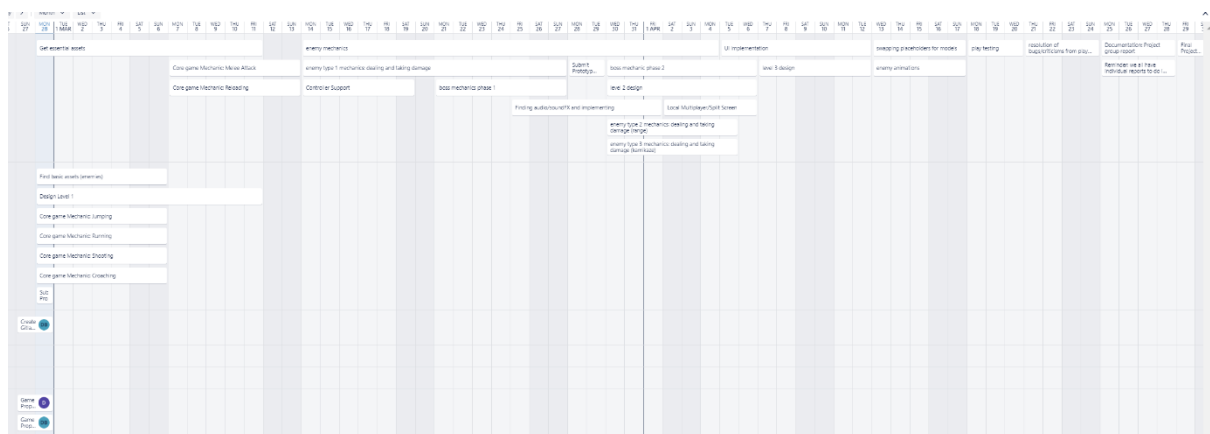 Month List
SUN MON TUE WED THU FRI SAT SUN MON TUE WED THU FRI SAT SUN MON TUE WED THU FRI SAT SUN MON TUE WED THU FRI SAT SUN MON TUE WED THU FRI SAT SUN MON TUE WED THU FRI SAT SUN MON TUE WED THU FRI SAT SUN MON TUE WED THU FRI SAT SUN MON TUE WED THU FRI
27 28 1 MAR 2 3 4 5 6 7 8 9 10 11 12 13 14 15 16 17 18 19 20 21 22 23 24 25 26 27 28 29 30 31 1 APR 2 3 4 5 6 7 8 9 10 11 12 13 14 15 16 17 18 19 20 21 22 23 24 25 26 27 28 29
Get essential assets
enemy mechanics
UI implementation
swapping placeholders for models
play testing
resolution of
bugs/criticisms from play...
Documentation: Project
group report
Final
Project...
Core game Mechanic: Melee Attack
enemy type 1 mechanics dealing and taking damage
Submit
Prototyp...
boss mechanic phase 2
level 3 design
enemy animations
Reminder: we all have
individual reports to do i...
Core game Mechanic: Reloading
Controller Support
boss mechanics phase 1
level 2 design
Finding audio/soundFX and implementing
Local Multiplayer/Split Screen
enemy type 2 mechanics: dealing and taking
damage (range)
enemy type 3 mechanics: dealing and taking
damage (kamikaze)
Find basic assets (enemies)
Design Level 1
Core game Mechanic: Jumping
Core game Mechanic: Running
Core game Mechanic: Shooting
Core game Mechanic: Crouching
Sub
Pro
Create
Game
Prop...
Game
Prop...